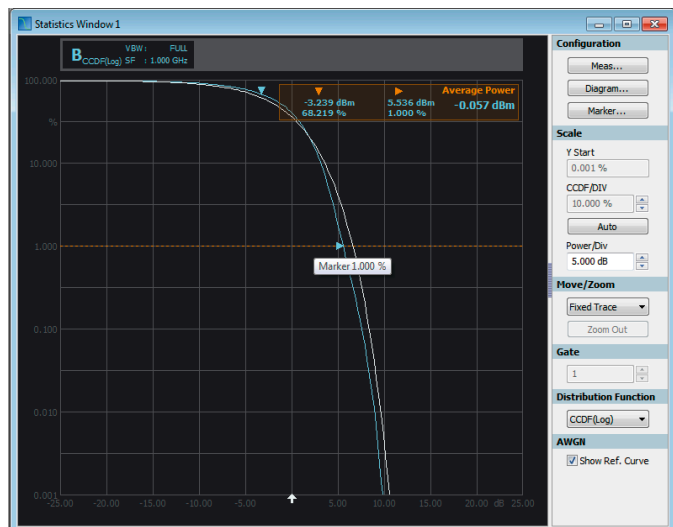 Statistics Window 1
B CCDF(Log)
VBW : FULL
SF : 1.000 GHz
Average Power
-3.239 dBm 5.536 dBm -0.057 dBm
68.219 % 1.000 %
100.000
%
10.000
1.000
0.100
0.010
0.001
Marker 1.000 %
-25.00 -20.00 -15.00 -10.00 -5.00 5.00 10.00 15.00 20.00 dB 25.00
Configuration
Meas...
Diagram...
Marker...
Scale
Y Start
0.001 %
CCDF/DIV
10.000 %
Auto
Power/Div
5.000 dB
Move/Zoom
Fixed Trace
Zoom Out
Gate
1
Distribution Function
CCDF(Log)
AWGN
Show Ref. Curve